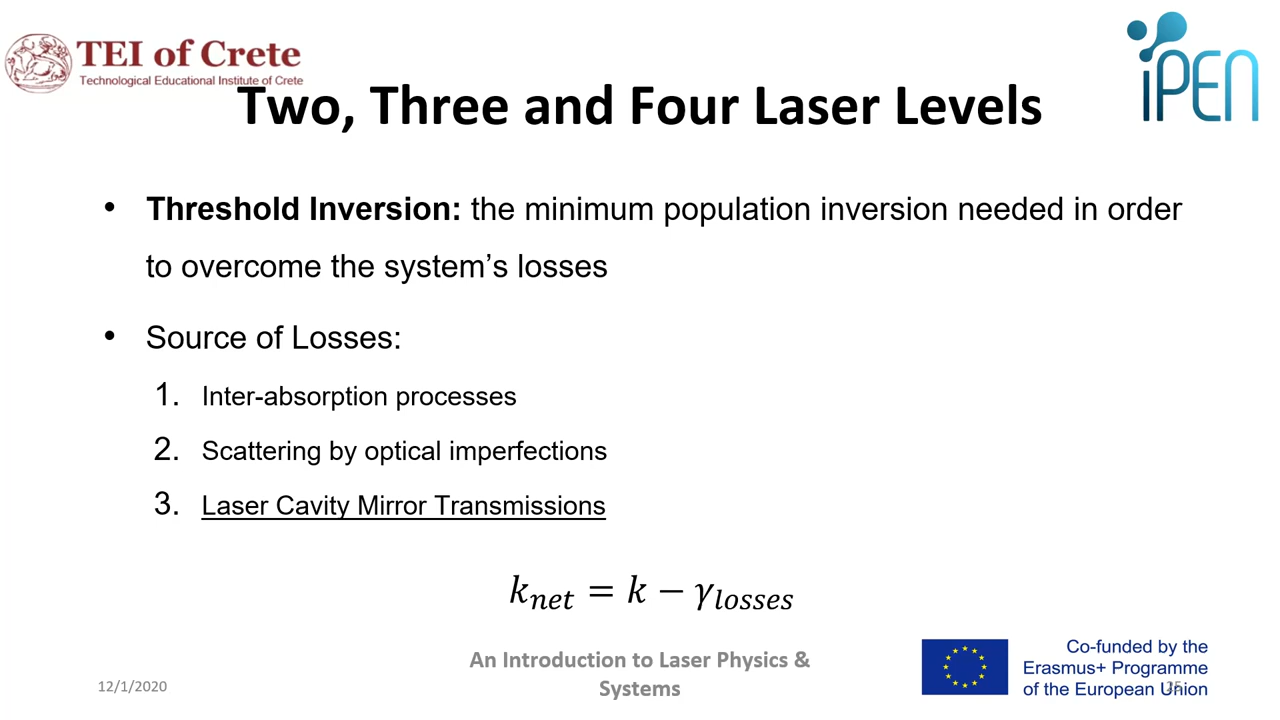 TEI of Crete
Technological Educational Institute of Crete
iPEN
Two, Three and Four Laser Levels
• Threshold Inversion: the minimum population inversion needed in order
to overcome the system’s losses
• Source of Losses:
1. Inter-absorption processes
2. Scattering by optical imperfections
3. Laser Cavity Mirror Transmissions
k_net = k − γ_losses
An Introduction to Laser Physics &
Systems
12/1/2020
Co-funded by the
Erasmus+ Programme
of the European Union
25